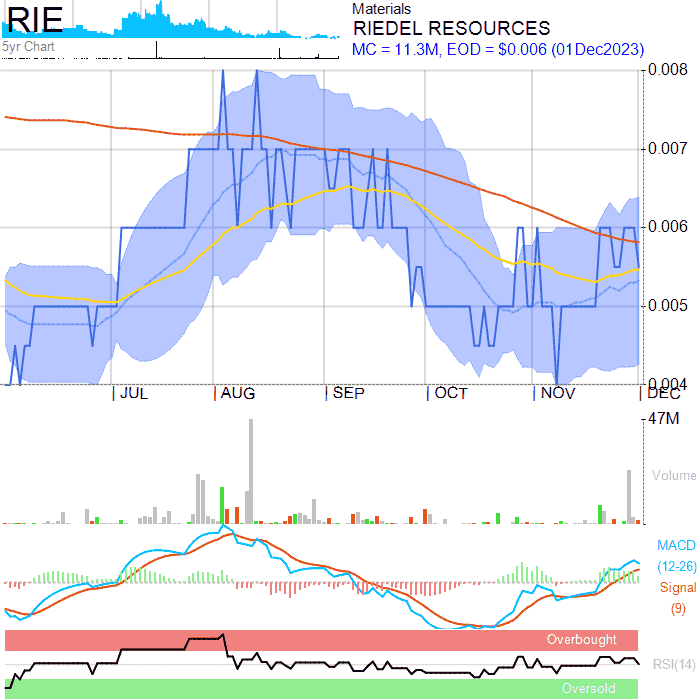 RIE
5yr Chart
Materials
RIEDEL RESOURCES
MC = 11.3M, EOD = $0.006 (01Dec2023)
0.008
0.007
0.006
0.005
0.004
JUL AUG SEP OCT NOV DEC
47M
Volume
MACD
(12-26)
Signal
(9)
Overbought
RSI(14)
Oversold